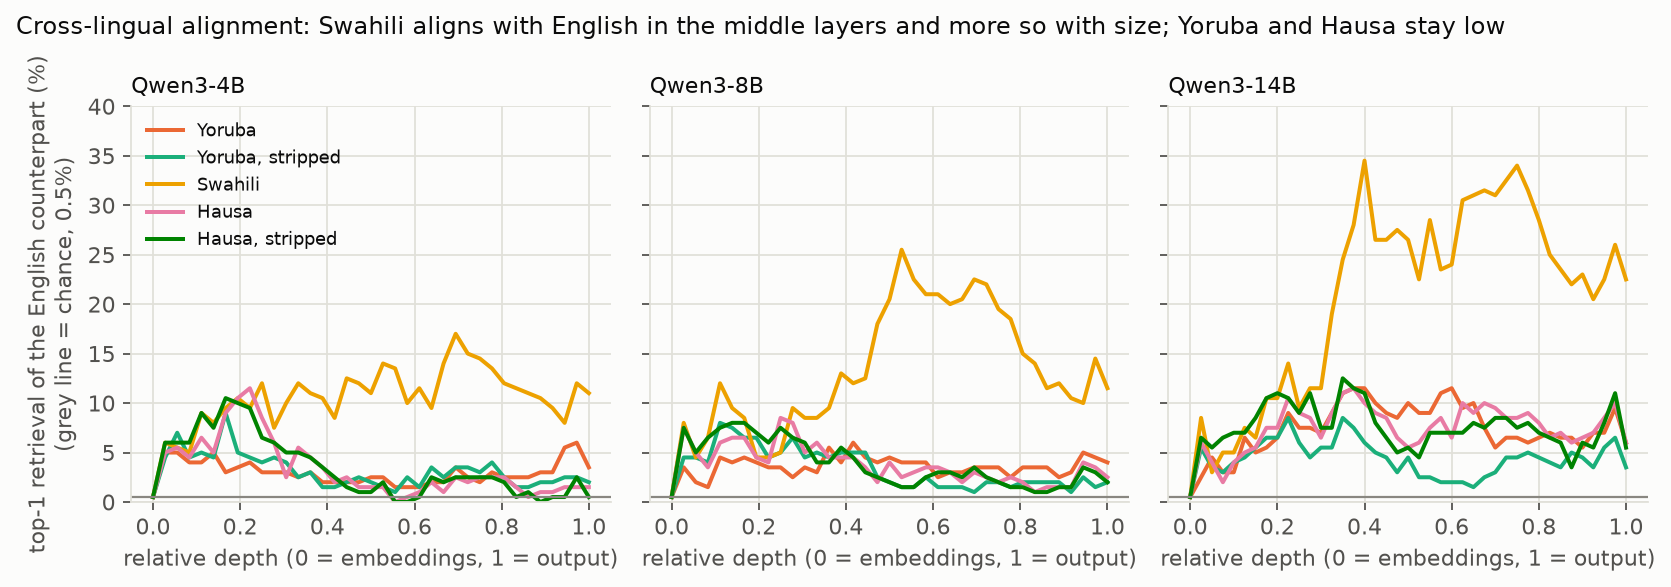 Cross-lingual alignment: Swahili aligns with English in the middle layers and more so with size; Yoruba and Hausa stay low
top-1 retrieval of the English counterpart (%)
(grey line = chance, 0.5%)
Qwen3-4B
40
35
30
25
20
15
10
5
0
Yoruba
Yoruba, stripped
Swahili
Hausa
Hausa, stripped
0.0 0.2 0.4 0.6 0.8 1.0
relative depth (0 = embeddings, 1 = output)
Qwen3-8B
0.0 0.2 0.4 0.6 0.8 1.0
relative depth (0 = embeddings, 1 = output)
Qwen3-14B
0.0 0.2 0.4 0.6 0.8 1.0
relative depth (0 = embeddings, 1 = output)